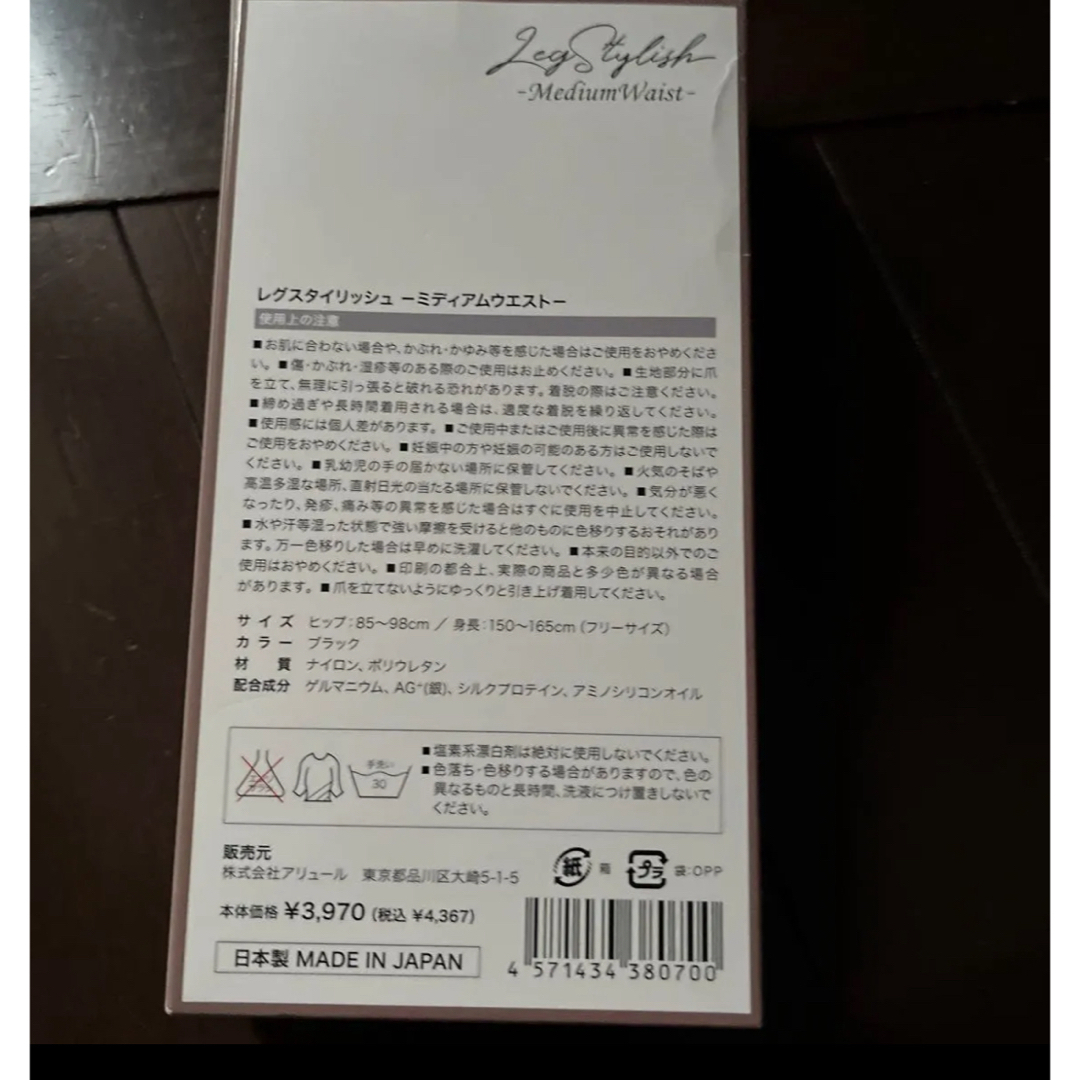 LegStylish
-MediumWaist-
レグスタイリッシュ ーミディアムウエストー
使用上の注意
■お肌に合わない場合や、かぶれ・かゆみ等を感じた場合はご使用をおやめくださ
い。■傷・かぶれ・湿疹等のある際のご使用はお止めください。■生地部分に爪
を立て、無理に引っ張ると破れる恐れがあります。着脱の際はご注意ください。
■締め過ぎや長時間着用される場合は、適度な着脱を繰り返してください。
■使用感には個人差があります。■ご使用中またはご使用後に異常を感じた際は
ご使用をおやめください。■妊娠中の方や妊娠の可能のある方はご使用しないで
ください。■乳幼児の手の届かない場所に保管してください。■火気のそばや
高温多湿な場所、直射日光の当たる場所に保管しないでください。■気分が悪く
なったり、発疹、痛み等の異常を感じた場合はすぐに使用を中止してください。
■水や汗等湿った状態で強い摩擦を受けると他のものに色移りするおそれがあり
ます。万一色移りした場合は早めに洗濯してください。■本来の目的以外でのご
使用はおやめください。■印刷の都合上、実際の商品と多少色が異なる場合
があります。■爪を立てないようにゆっくりと引き上げ着用してください。
サイズ ヒップ:85〜98cm / 身長:150〜165cm (フリーサイズ)
カラー ブラック
材質 ナイロン、ポリウレタン
配合成分 ゲルマニウム、AG⁺(銀)、シルクプロテイン、アミノシリコンオイル
エンソ
サラシ
手洗い
30
■塩素系漂白剤は絶対に使用しないでください。
■色落ち・色移りする場合がありますので、色の
異なるものと長時間、洗液につけ置きしないで
ください。
販売元
株式会社アリュール 東京都品川区大崎5-1-5
紙 箱 プラ 袋:OPP
本体価格 ¥3,970 (税込 ¥4,367)
日本製 MADE IN JAPAN
4 571434 380700